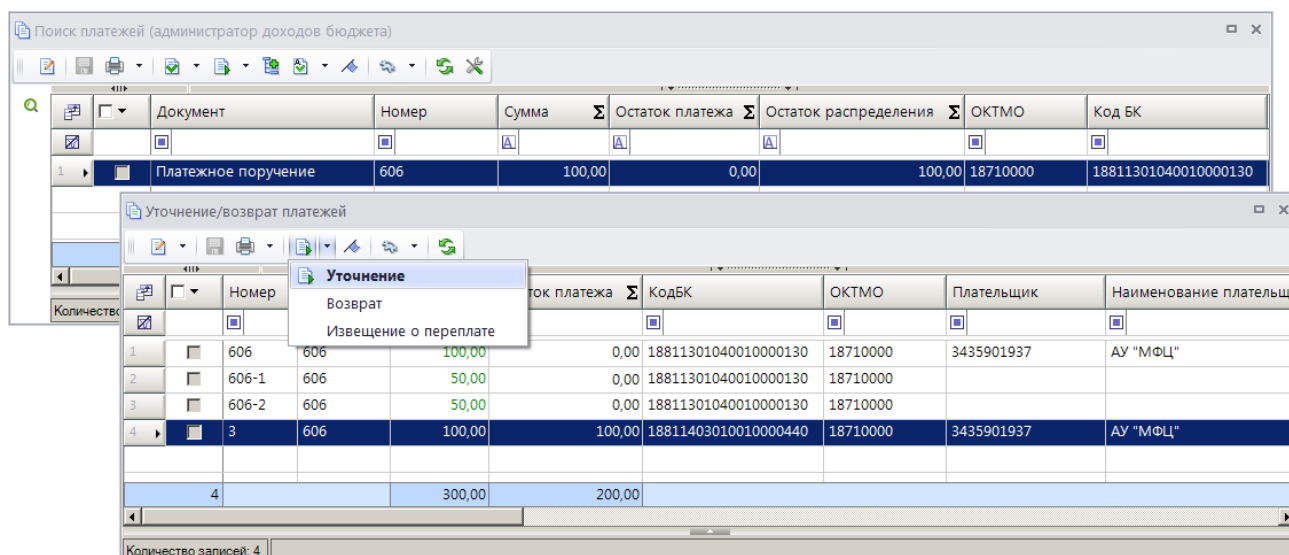 Поиск платежей (администратор доходов бюджета)
Документ Номер Сумма Σ Остаток платежа Σ Остаток распределения Σ ОКТМО Код БК
A A A
1 Платежное поручение 606 100,00 0,00 100,00 18710000 18811301040010000130
Количество
Уточнение/возврат платежей
Уточнение
Возврат
Извещение о переплате
Номер ток платежа Σ КодБК ОКТМО Плательщик Наименование плательщ
1 606 606 100,00 0,00 18811301040010000130 18710000 3435901937 АУ "МФЦ"
2 606-1 606 50,00 0,00 18811301040010000130 18710000
3 606-2 606 50,00 0,00 18811301040010000130 18710000
4 3 606 100,00 100,00 18811403010010000440 18710000 3435901937 АУ "МФЦ"
4 300,00 200,00
Количество записей: 4